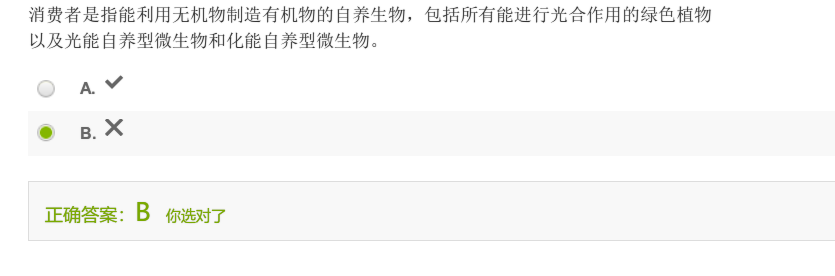 消费者是指能利用无机物制造有机物的自养生物，包括所有能进行光合作用的绿色植物
以及光能自养型微生物和化能自养型微生物。
A. ✔
B. ✕
正确答案：B 你选对了